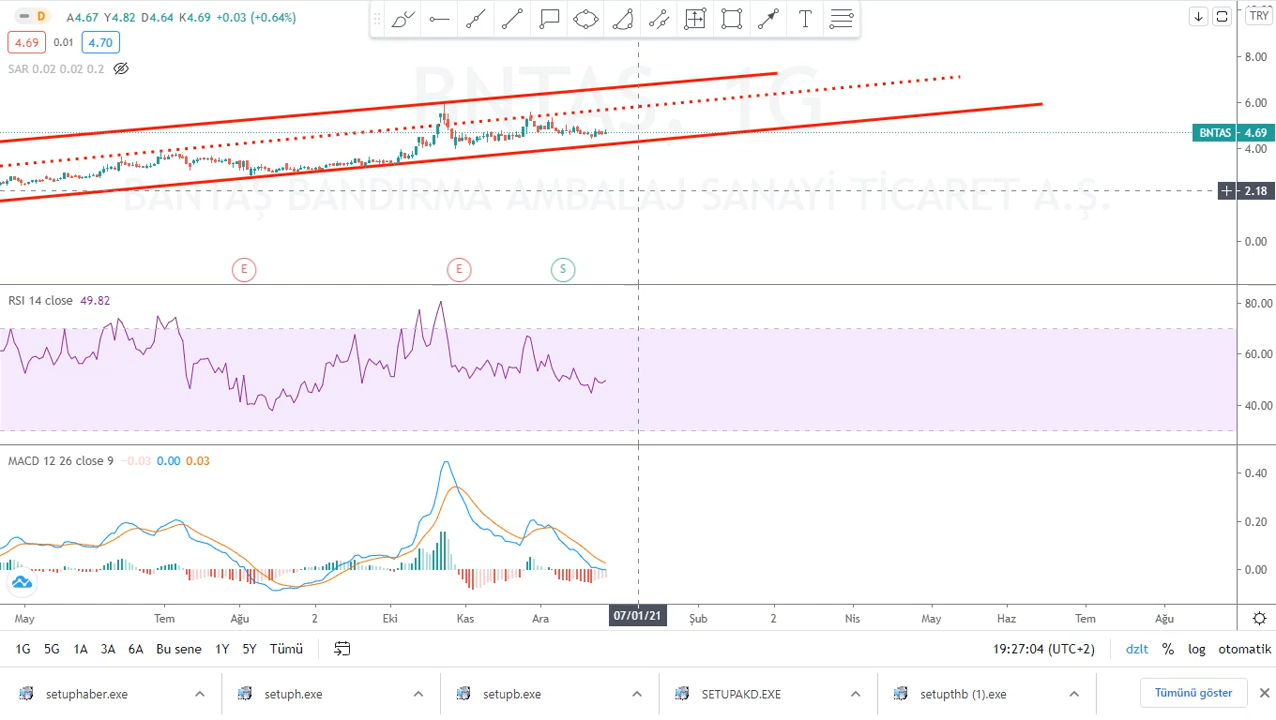 D A4.67 Y4.82 D4.64 K4.69 +0.03 (+0.64%)
4.69 0.01 4.70
SAR 0.02 0.02 0.2
BNTAS, 1G
BANTAŞ BANDIRMA AMBALAJ SANATİ TİCARET A.Ş.
TRY
8.00
6.00
BNTAS 4.69
4.00
2.18
0.00
E E S
RSI 14 close 49.82
80.00
60.00
40.00
MACD 12 26 close 9 −0.03 0.00 0.03
0.40
0.20
0.00
May Tem Ağu 2 Eki Kas Ara 07/01/21 Şub 2 Nis May Haz Tem Ağu
1G 5G 1A 3A 6A Bu sene 1Y 5Y Tümü 19:27:04 (UTC+2) dzlt % log otomatik
setuphaber.exe setuph.exe setupb.exe SETUPAKD.EXE setupthb (1).exe Tümünü göster